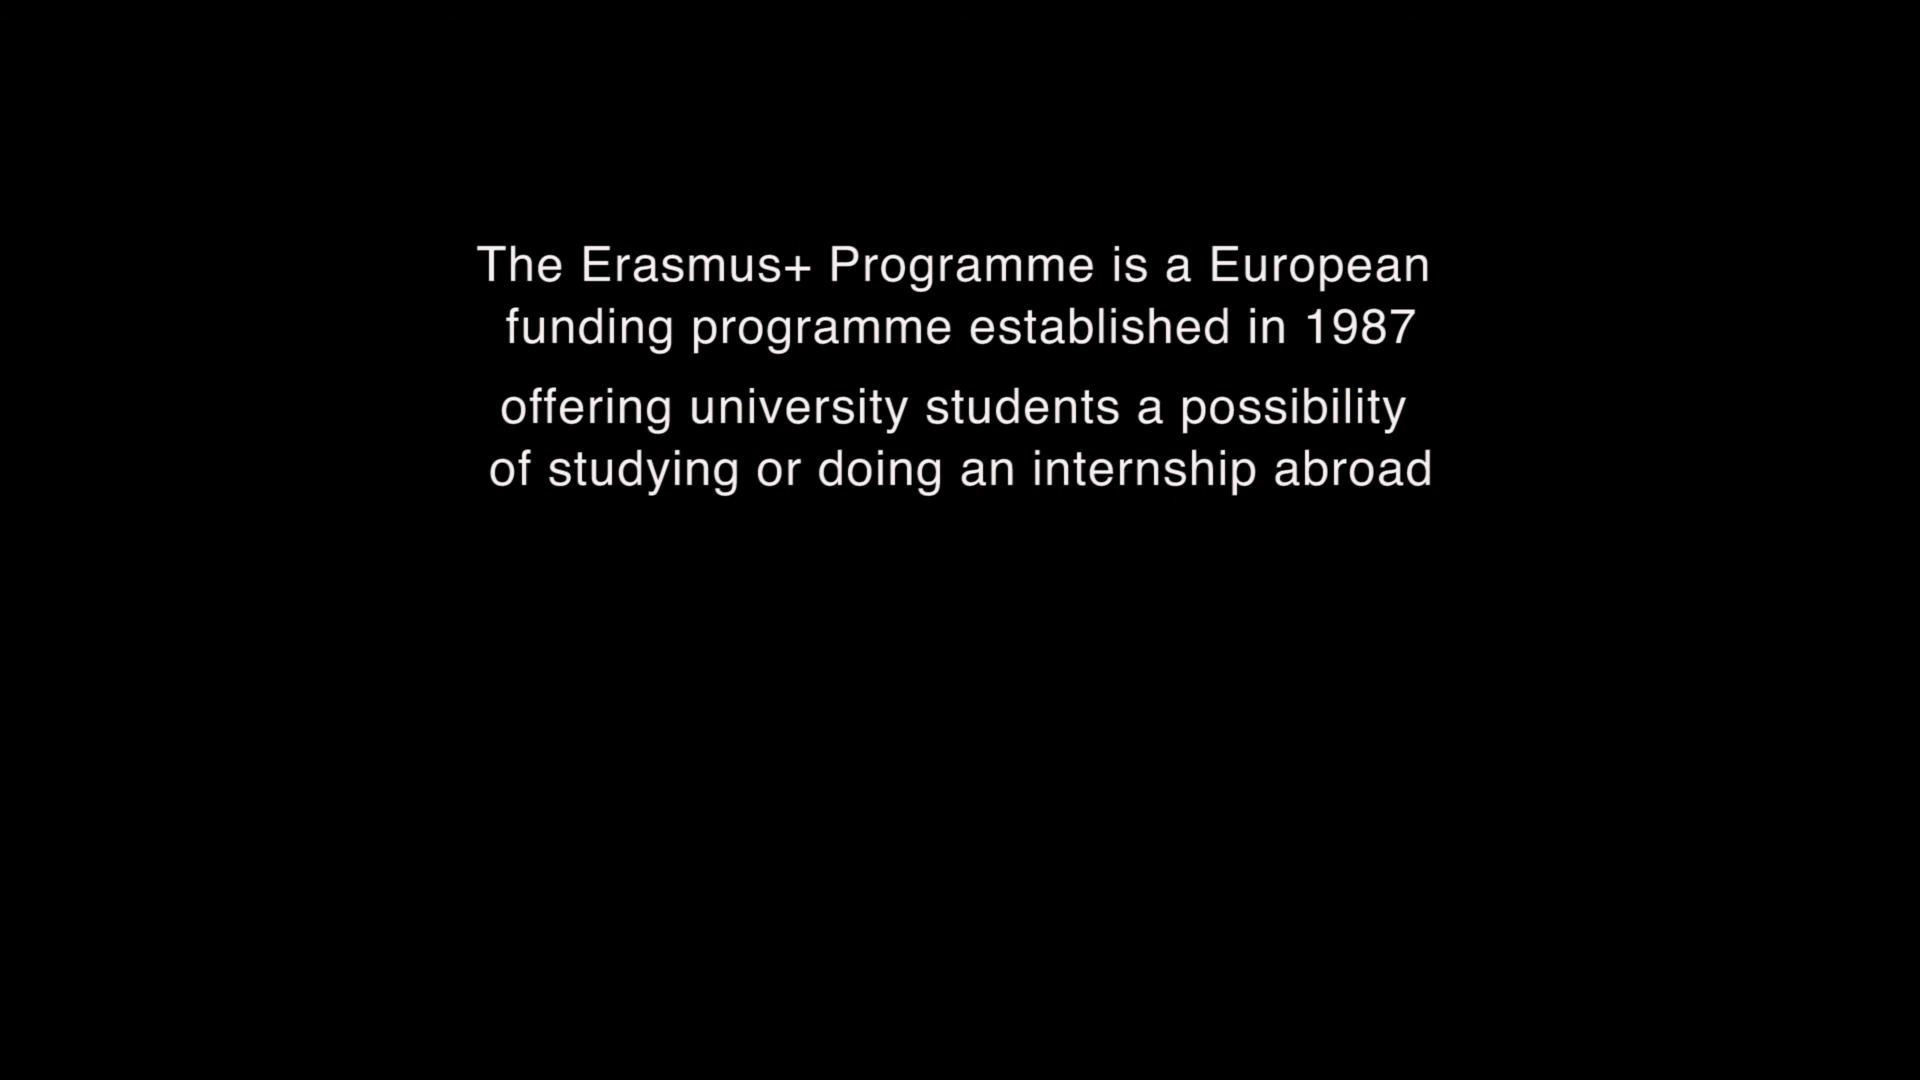 The Erasmus+ Programme is a European
funding programme established in 1987
offering university students a possibility
of studying or doing an internship abroad